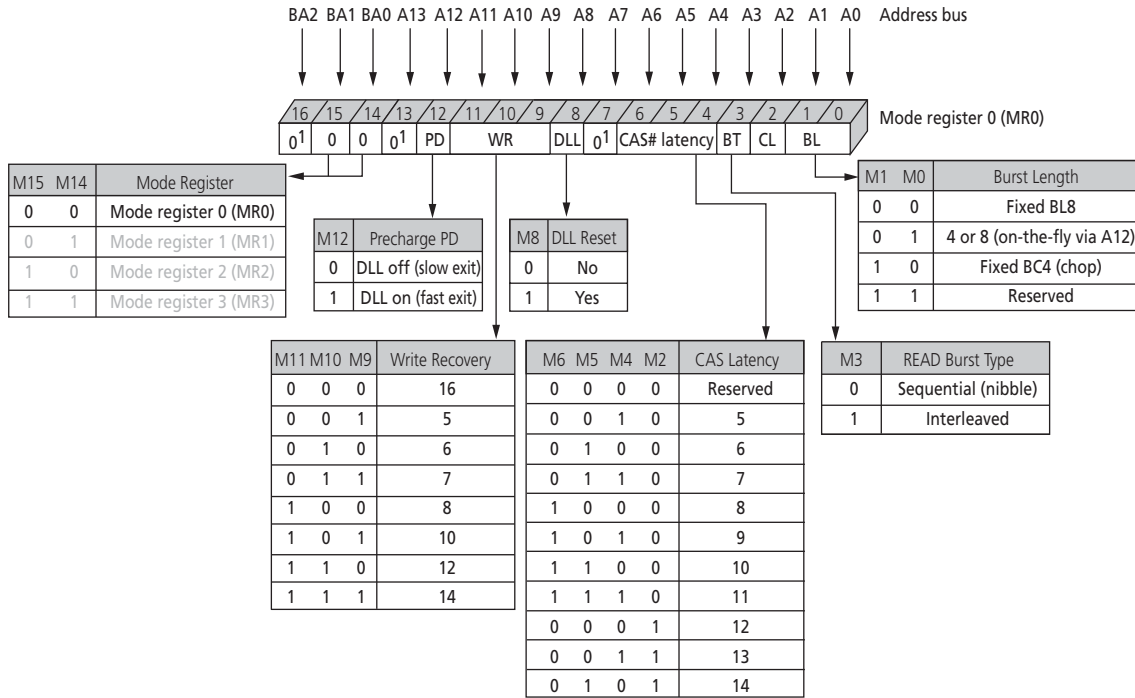 BA2 BA1 BA0 A13 A12 A11 A10 A9 A8 A7 A6 A5 A4 A3 A2 A1 A0 Address bus
16 15 14 13 12 11 10 9 8 7 6 5 4 3 2 1 0 Mode register 0 (MR0)
0¹ 0 0 0¹ PD WR DLL 0¹ CAS# latency BT CL BL
M15 M14 Mode Register
0 0 Mode register 0 (MR0)
0 1 Mode register 1 (MR1)
1 0 Mode register 2 (MR2)
1 1 Mode register 3 (MR3)
M12 Precharge PD
0 DLL off (slow exit)
1 DLL on (fast exit)
M8 DLL Reset
0 No
1 Yes
M1 M0 Burst Length
0 0 Fixed BL8
0 1 4 or 8 (on-the-fly via A12)
1 0 Fixed BC4 (chop)
1 1 Reserved
M11 M10 M9 Write Recovery
0 0 0 16
0 0 1 5
0 1 0 6
0 1 1 7
1 0 0 8
1 0 1 10
1 1 0 12
1 1 1 14
M6 M5 M4 M2 CAS Latency
0 0 0 0 Reserved
0 0 1 0 5
0 1 0 0 6
0 1 1 0 7
1 0 0 0 8
1 0 1 0 9
1 1 0 0 10
1 1 1 0 11
0 0 0 1 12
0 0 1 1 13
0 1 0 1 14
M3 READ Burst Type
0 Sequential (nibble)
1 Interleaved